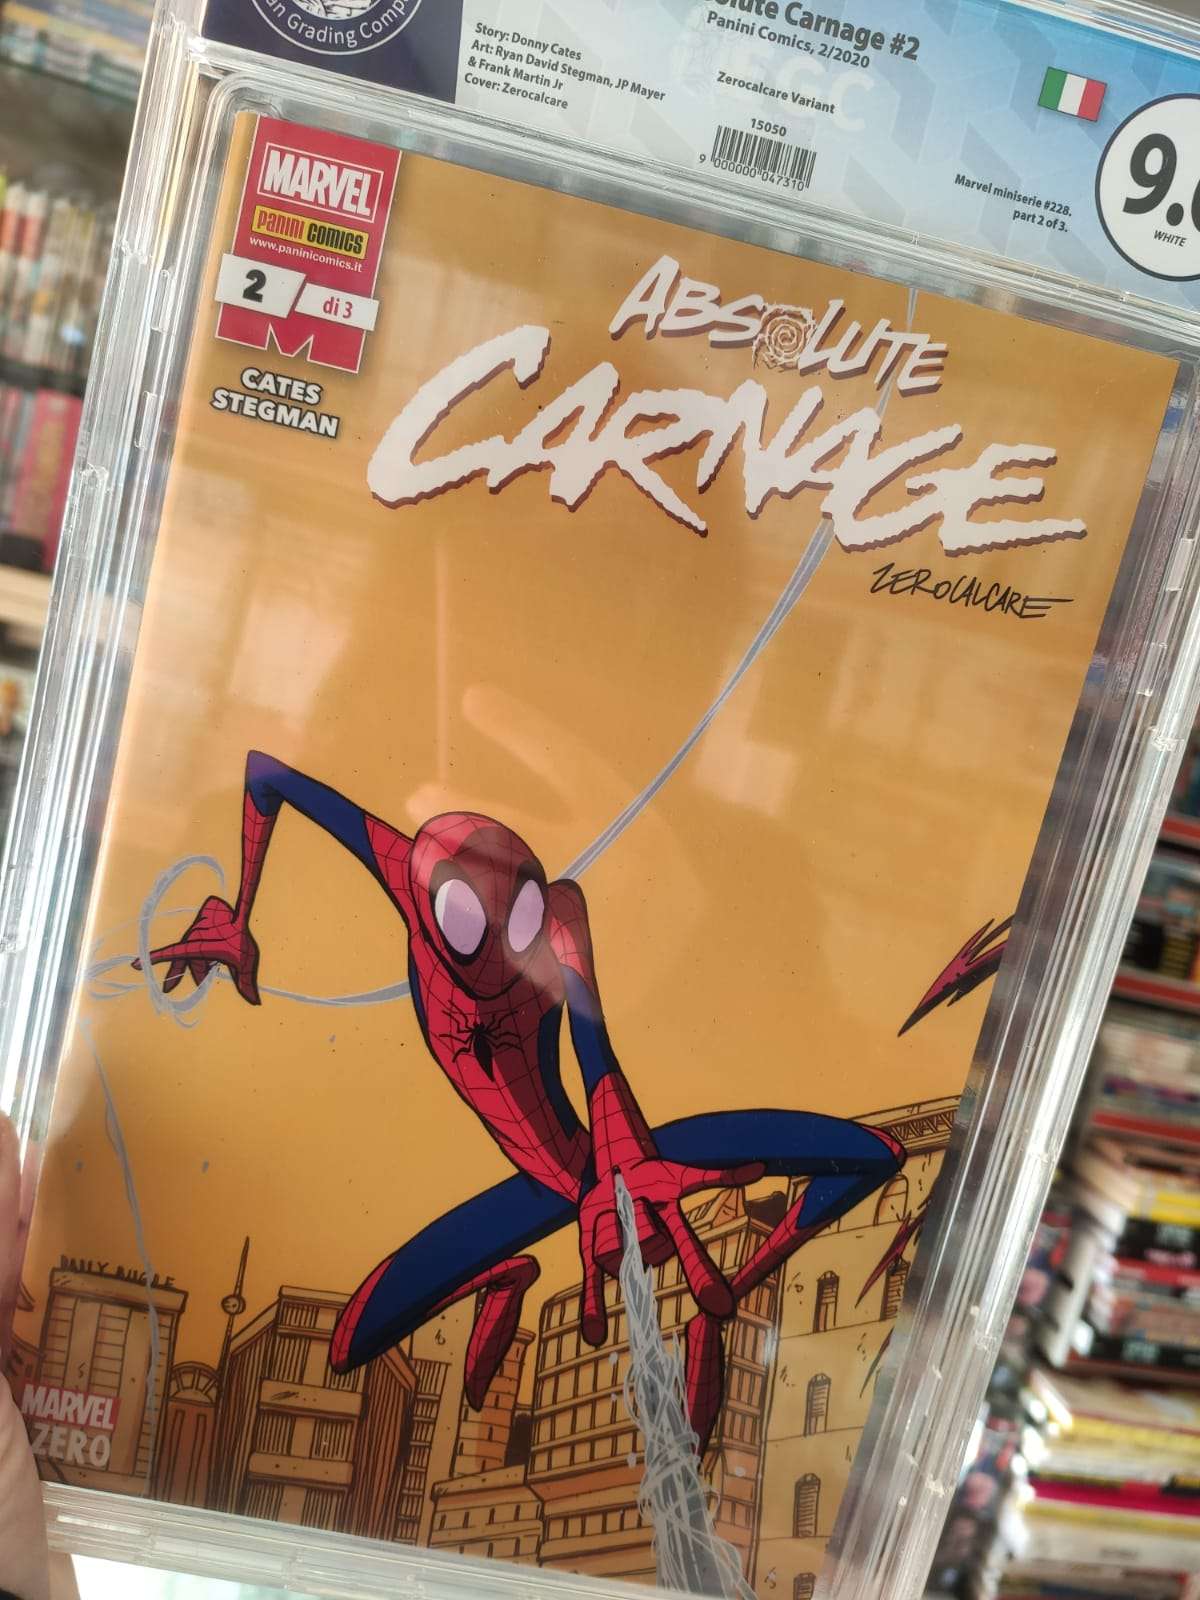 an Grading Comp
olute Carnage #2
Panini Comics, 2/2020
Story: Donny Cates
Art: Ryan David Stegman, JP Mayer
& Frank Martin Jr
Cover: Zerocalcare
Zerocalcare Variant
EGC
15050
9 000000 047310
Marvel miniserie #228.
part 2 of 3.
9.
WHITE
MARVEL
PANINI COMICS
www.paninicomics.it
2 di 3
CATES
STEGMAN
ABSOLUTE
CARNAGE
ZEROCALCARE
DAILY BUGLE
MARVEL
ZERO